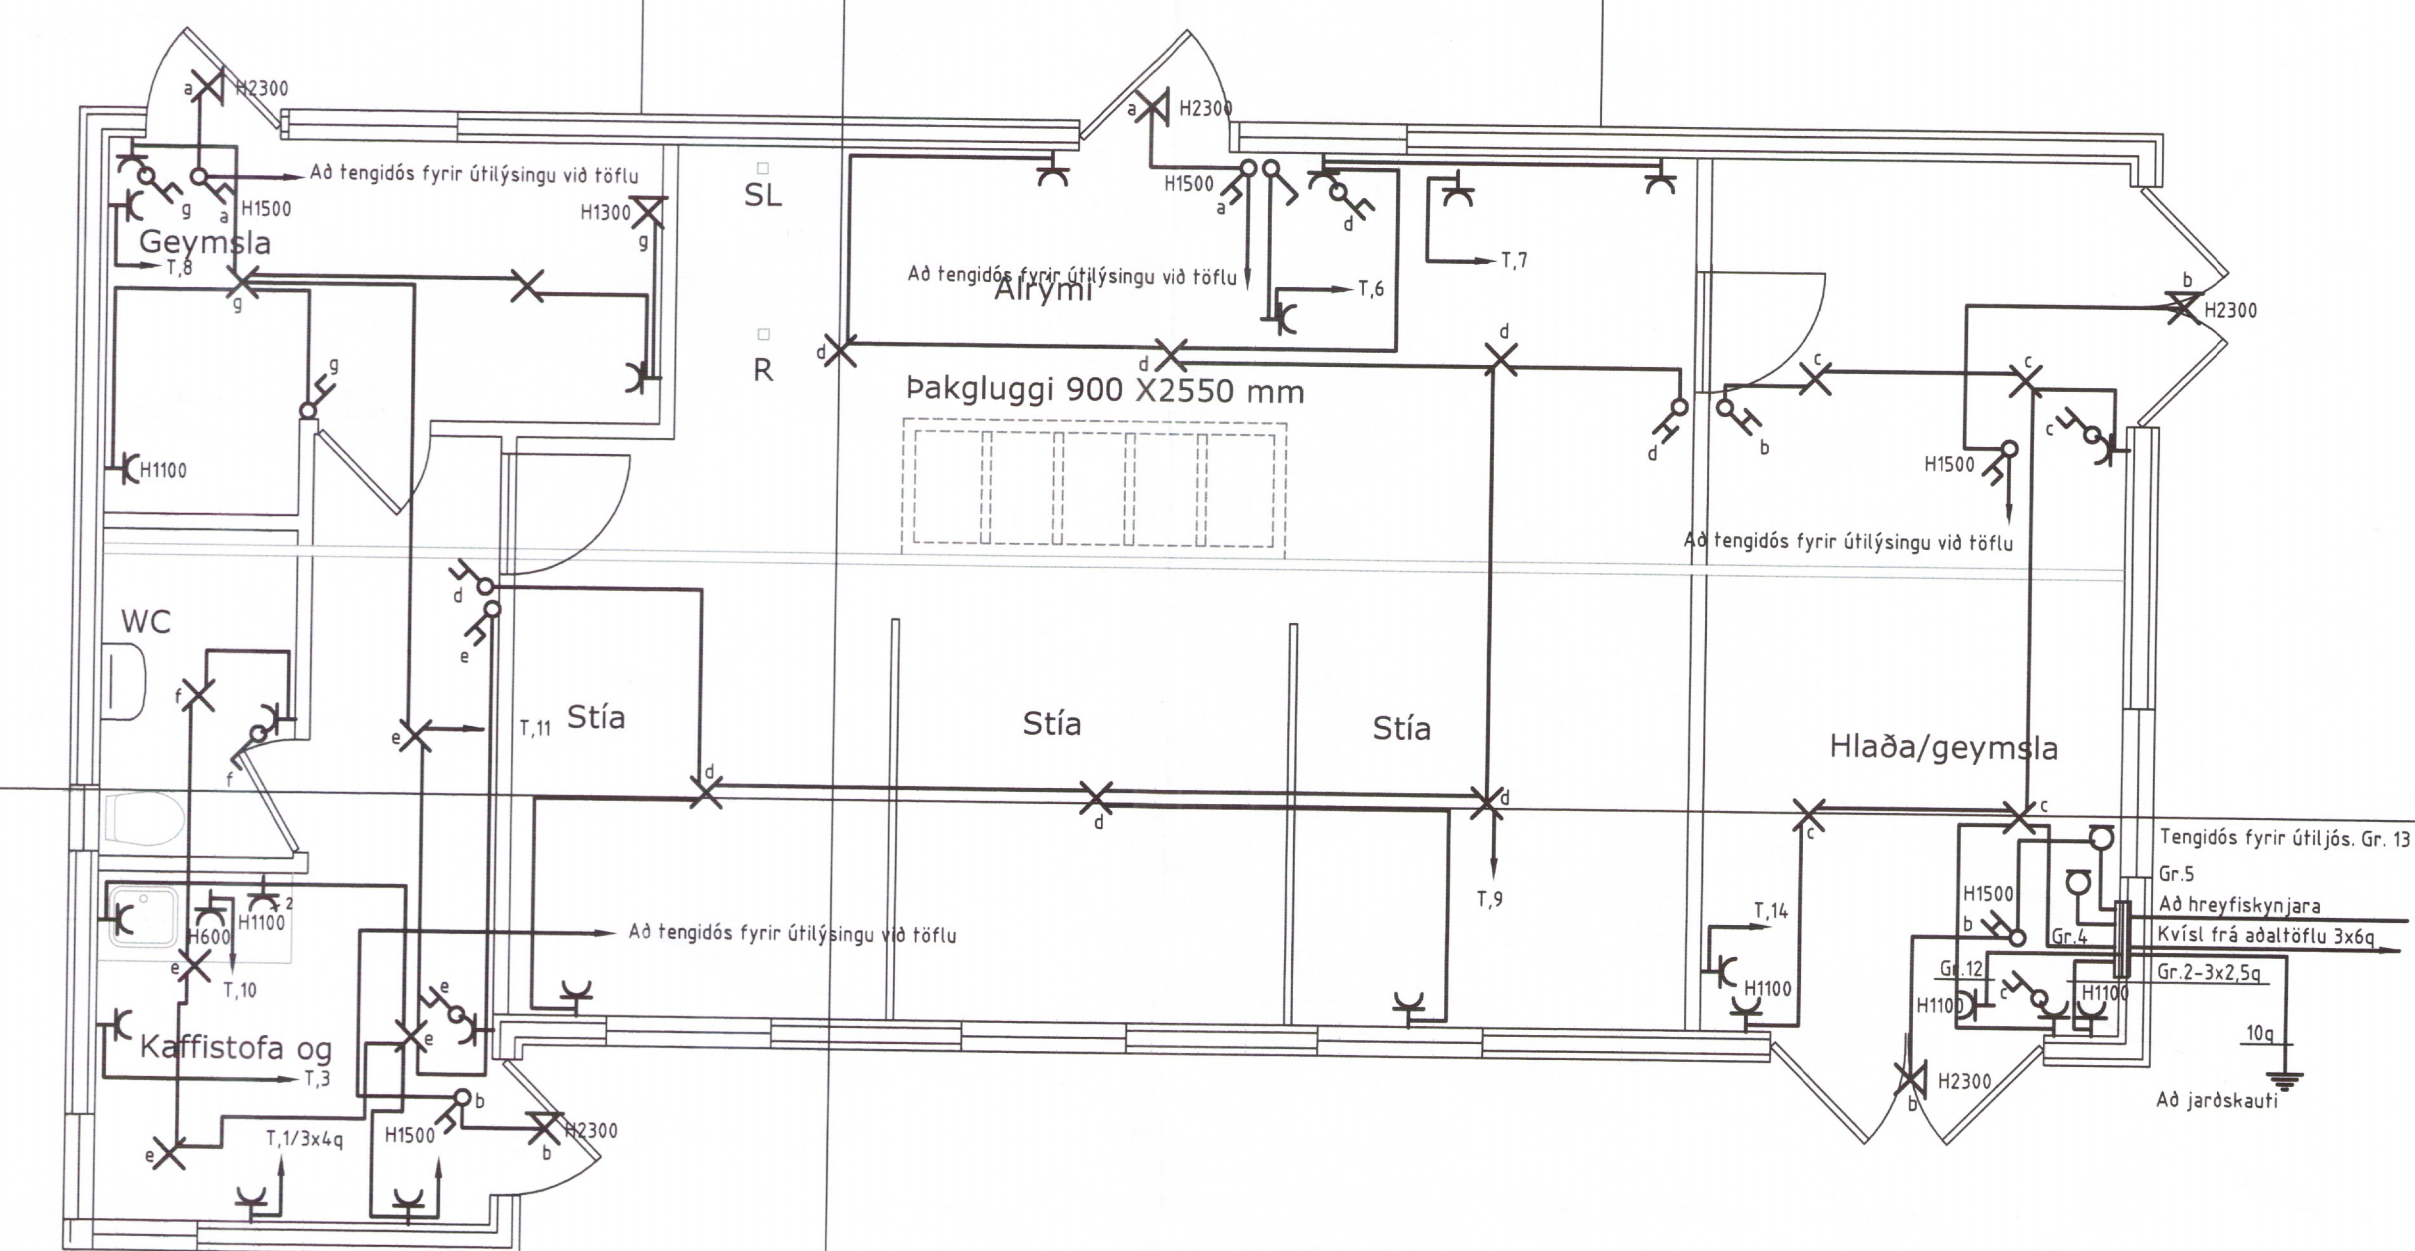 a H2300
a H2300
Að tengidós fyrir útilýsingu við töflu
g a H1500
H1300
g
SL
H1500
a
d
Geymsla
T,8
g
Að tengidós fyrir útilýsingu við töflu
Alrými
T,6
T,7
b
H2300
R
d
d
d
c
c
g
Þakgluggi 900 X2550 mm
d
b
c
H1500
H1100
Að tengidós fyrir útilýsingu við töflu
d
e
WC
f
f
e
T,11
Stía
Stía
Stía
Hlaða/geymsla
d
d
d
c
c
Tengidós fyrir útiljós. Gr. 13
Gr.5
H1500
Að hreyfiskynjara
b
Gr.4
Kvísl frá aðaltöflu 3x6q
Gr.12
Gr.2-3x2,5q
T,9
T,14
H1100
H1100
c
H1100
2
H1100
H600
e
T,10
Að tengidós fyrir útilýsingu við töflu
e
Kaffistofa og
e
T,3
10q
Að jarðskauti
b
H1500
H2300
b
T,1/3x4q
e
H2300
b